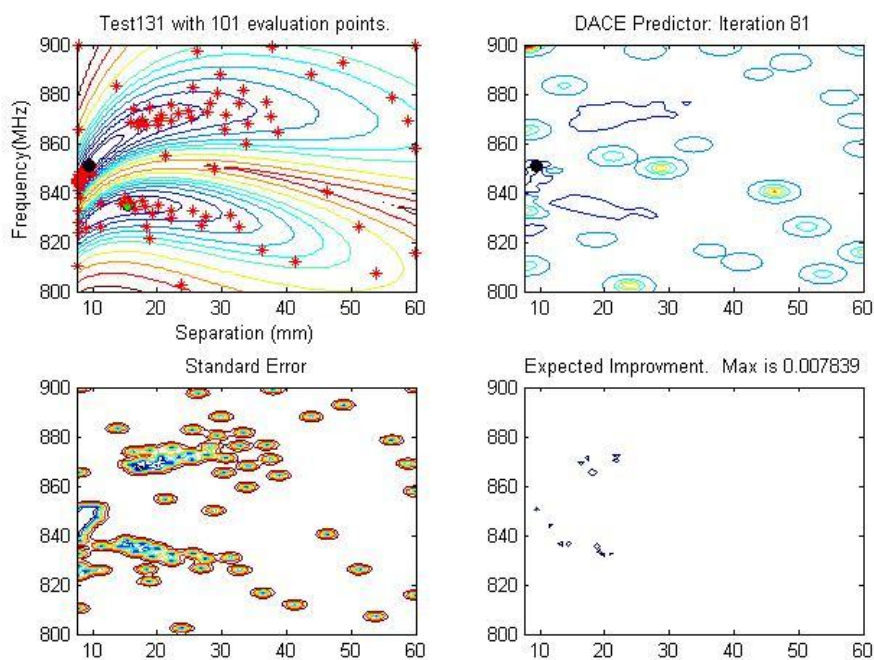 Test131 with 101 evaluation points.
DACE Predictor: Iteration 81
900
880
860
840
820
800
Frequency(MHz)
10 20 30 40 50 60
Separation (mm)
900
880
860
840
820
800
10 20 30 40 50 60
Standard Error
Expected Improvment. Max is 0.007839
900
880
860
840
820
800
10 20 30 40 50 60
900
880
860
840
820
800
10 20 30 40 50 60